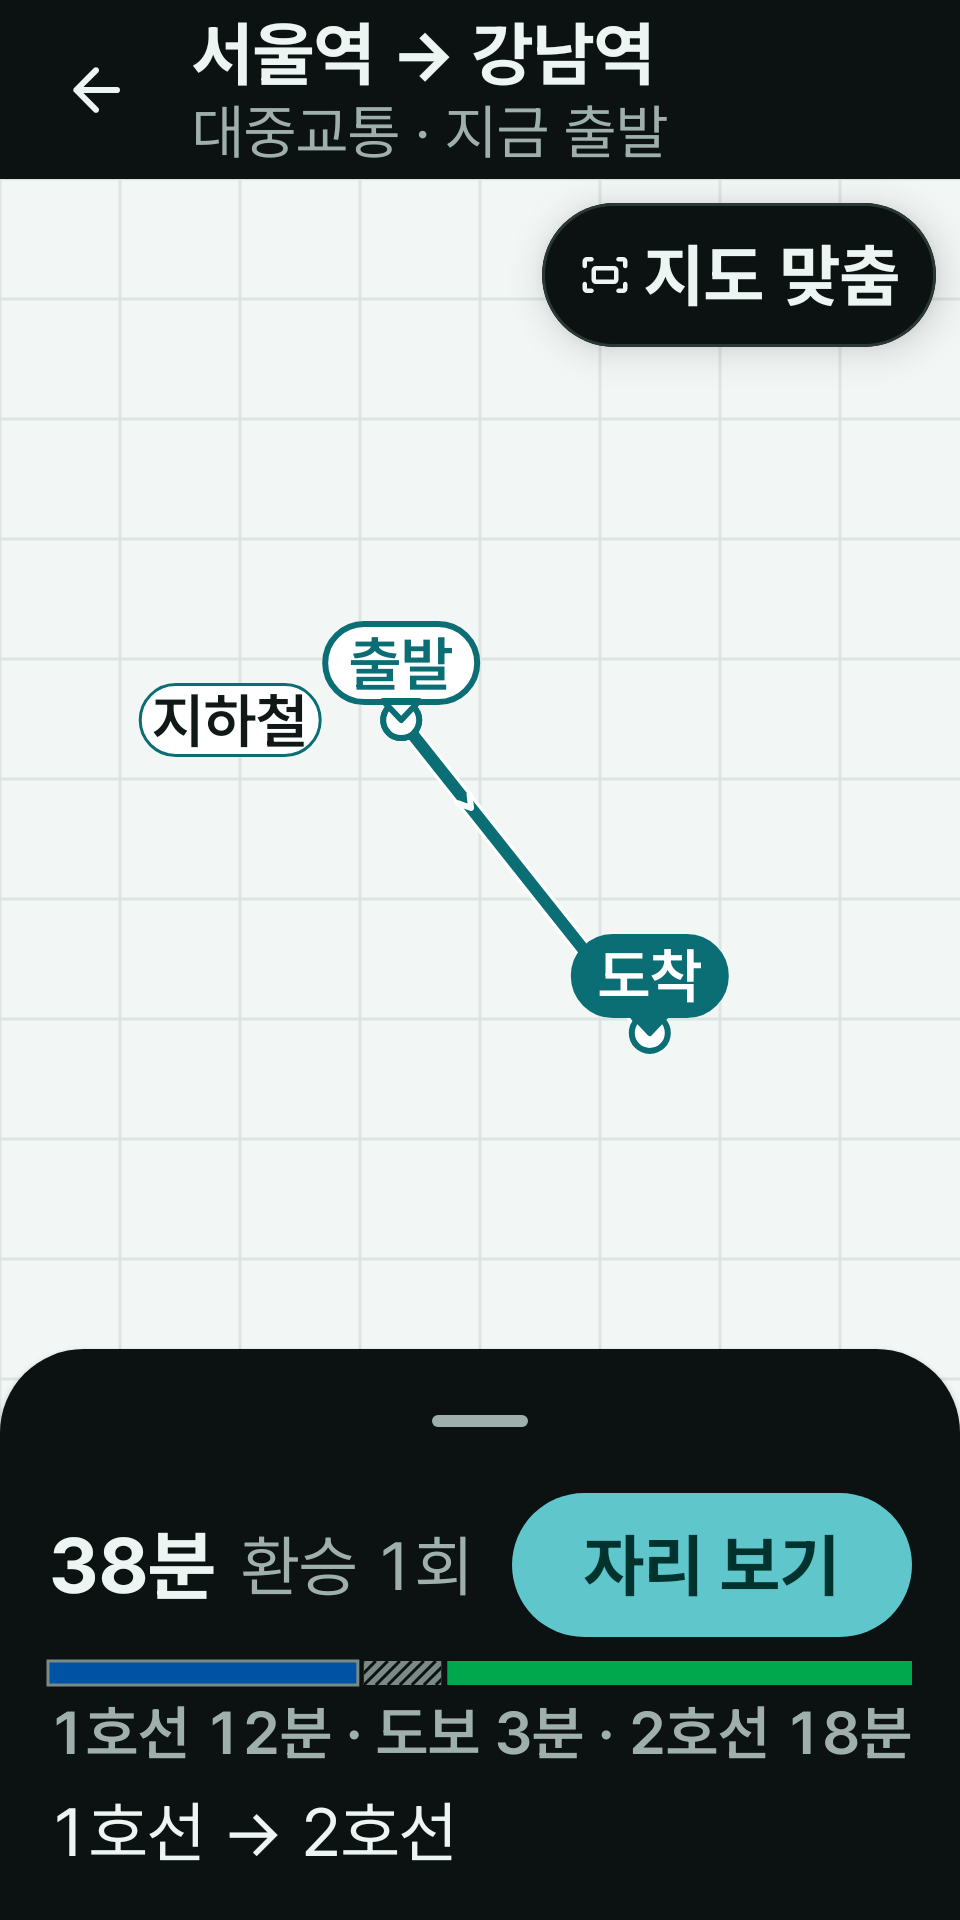 서울역 → 강남역
대중교통 · 지금 출발
지도 맞춤
출발
지하철
도착
38분 환승 1회
자리 보기
1호선 12분 · 도보 3분 · 2호선 18분
1호선 → 2호선